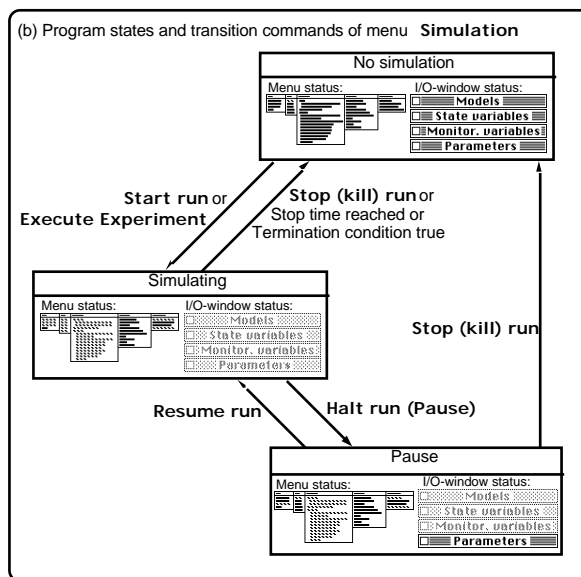 (b) Program states and transition commands of menu Simulation
No simulation
Menu status:
I/O-window status:
Models
State variables
Monitor. variables
Parameters
Start run or
Execute Experiment
Stop (kill) run or
Stop time reached or
Termination condition true
Simulating
Menu status:
I/O-window status:
Models
State variables
Monitor. variables
Parameters
Stop (kill) run
Resume run
Halt run (Pause)
Pause
Menu status:
I/O-window status:
Models
State variables
Monitor. variables
Parameters